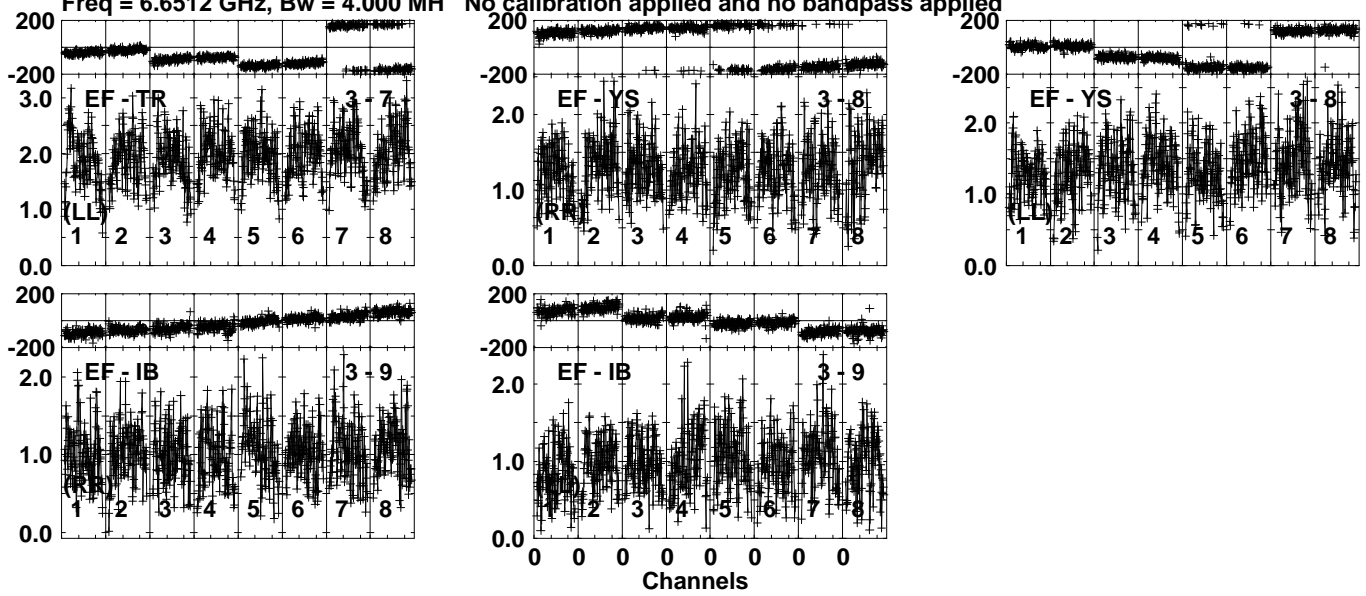 Freq = 6.6512 GHz, Bw = 4.000 MH No calibration applied and no bandpass applied
200
-200
EF - TR 3 - 7
3.0
2.0
1.0
0.0
(LL)
1 2 3 4 5 6 7 8
200
-200
EF - YS 3 - 8
2.0
1.0
0.0
(RR)
1 2 3 4 5 6 7 8
200
-200
EF - YS 3 - 8
2.0
1.0
0.0
(LL)
1 2 3 4 5 6 7 8
200
-200
EF - IB 3 - 9
2.0
1.0
0.0
(RR)
1 2 3 4 5 6 7 8
200
-200
EF - IB 3 - 9
2.0
1.0
0.0
(LL)
1 2 3 4 5 6 7 8
0 0 0 0 0 0 0 0
Channels